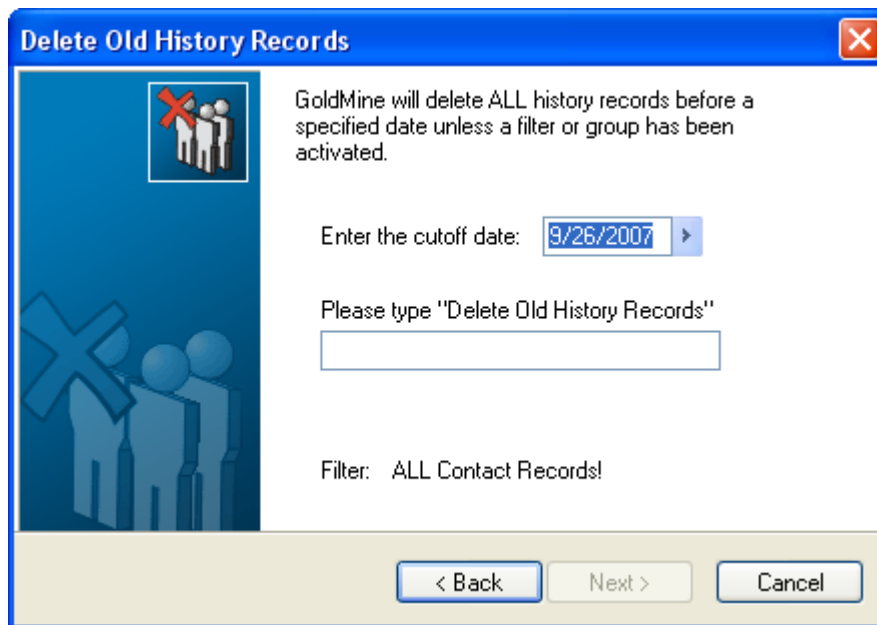 Delete Old History Records
GoldMine will delete ALL history records before a
specified date unless a filter or group has been
activated.
Enter the cutoff date: 9/26/2007
Please type "Delete Old History Records"
Filter: ALL Contact Records!
< Back Next > Cancel